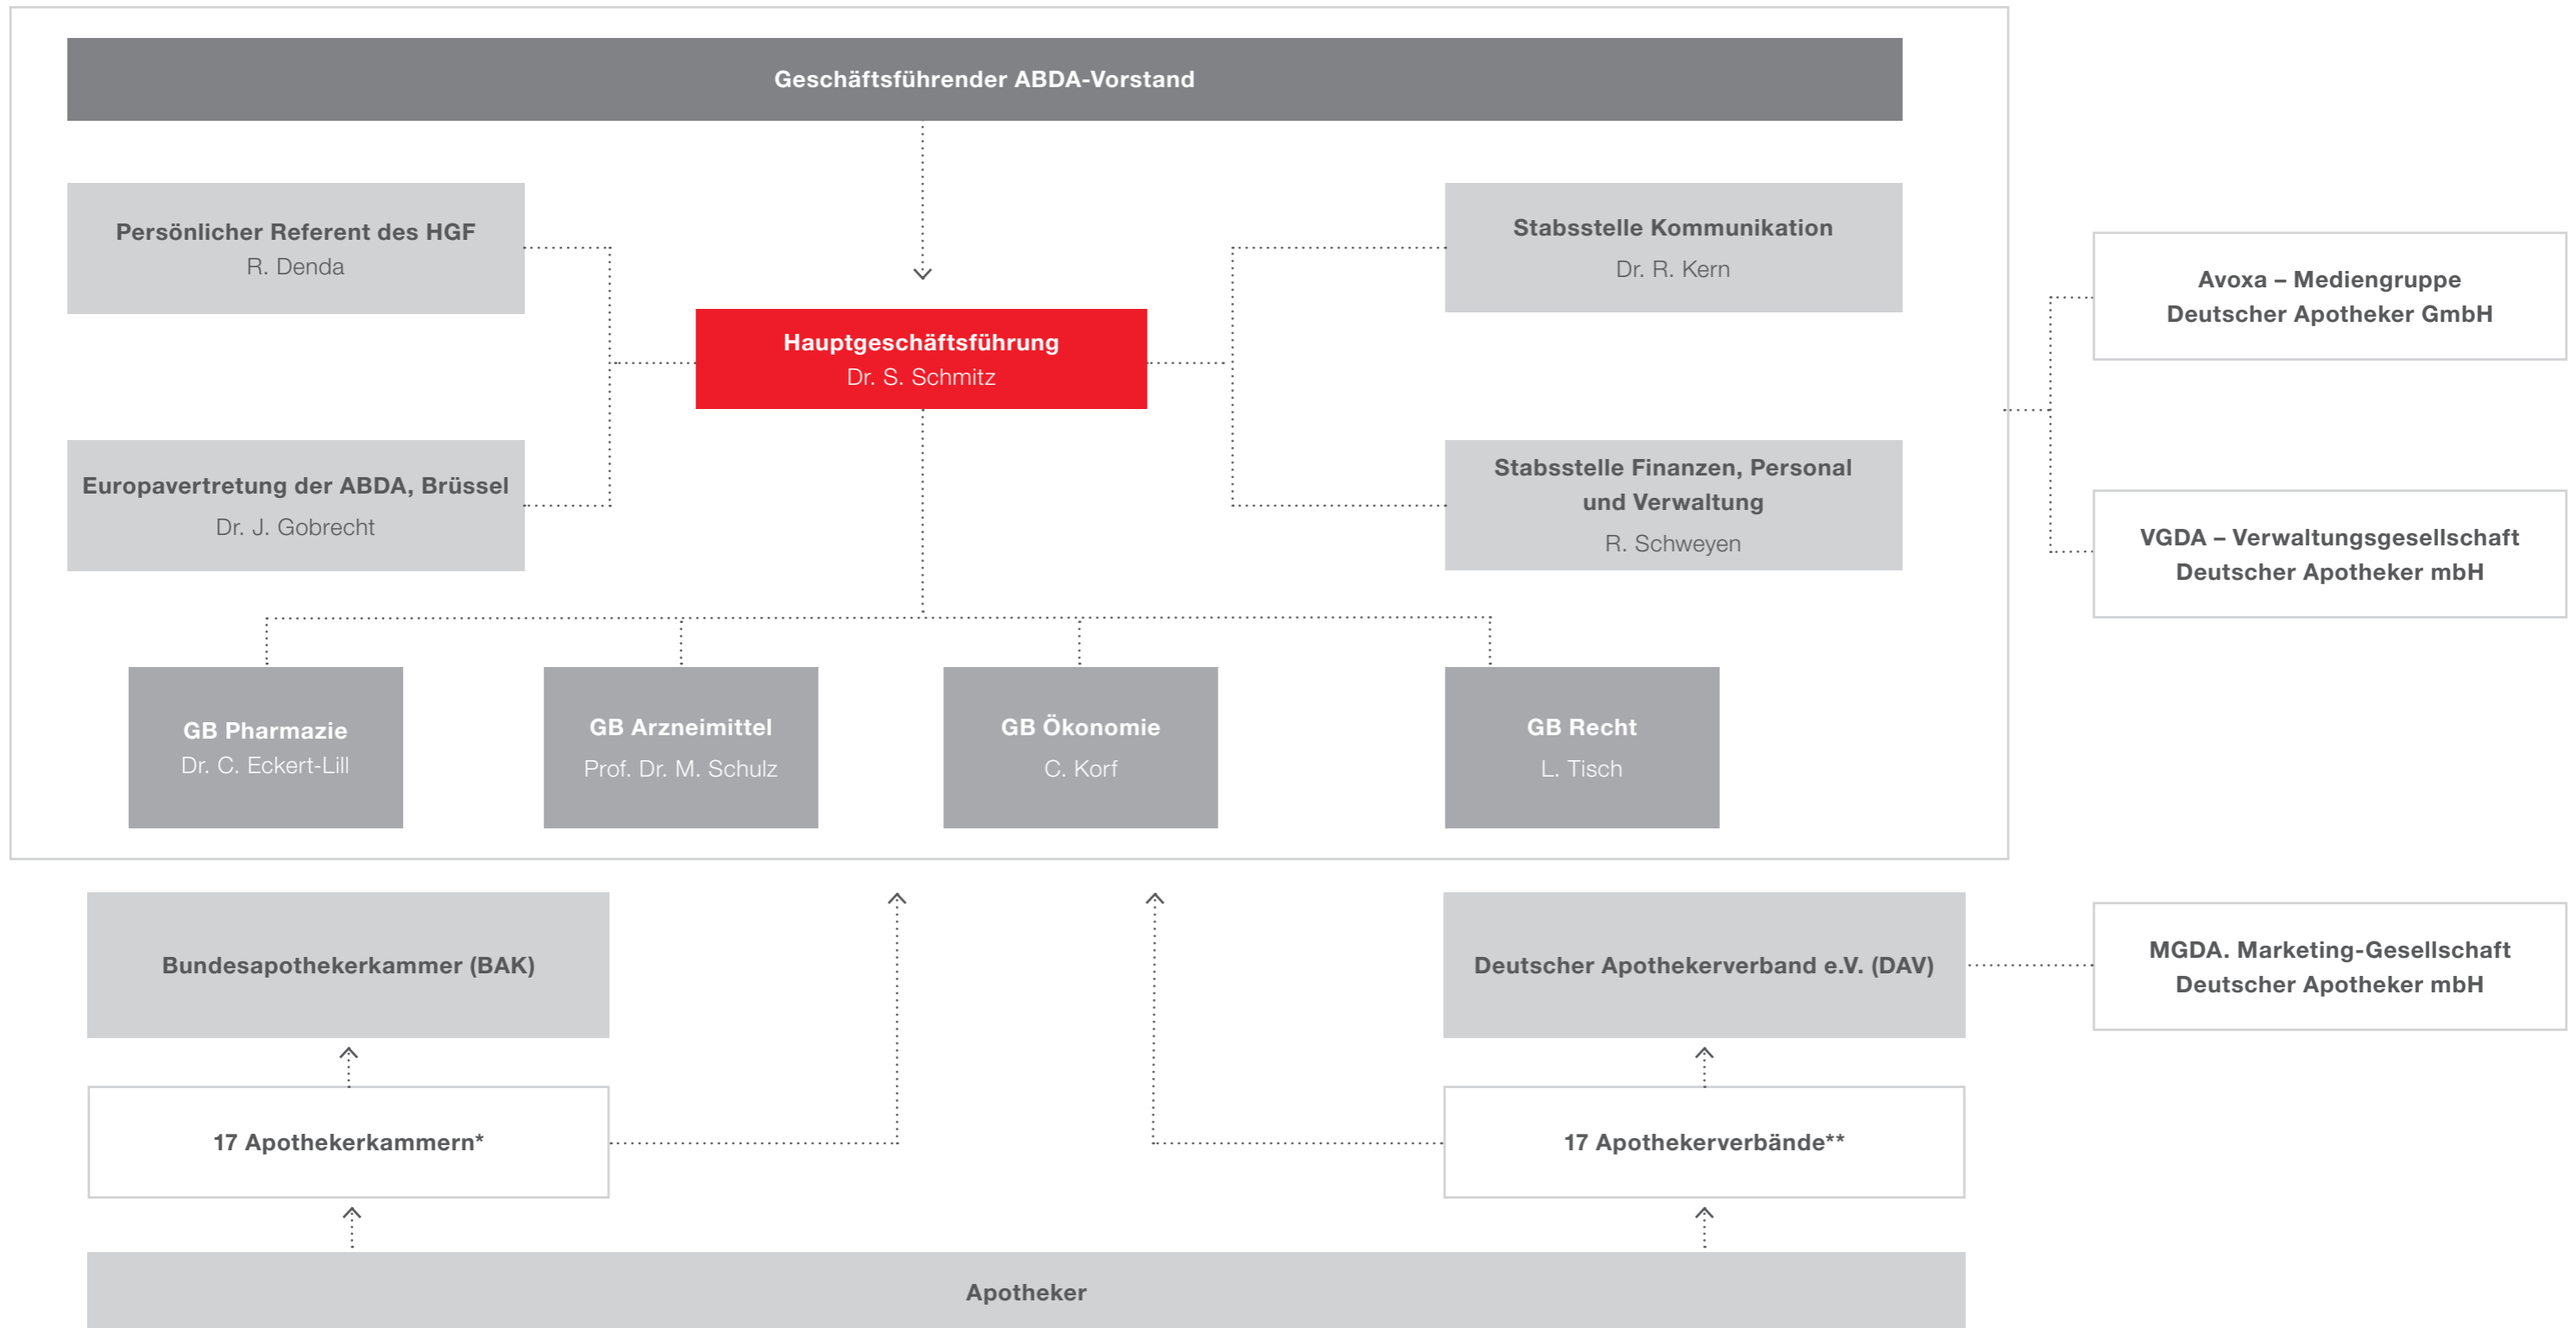 Geschäftsführender ABDA-Vorstand
Persönlicher Referent des HGF
R. Denda
Stabsstelle Kommunikation
Dr. R. Kern
Avoxa – Mediengruppe
Deutscher Apotheker GmbH
Hauptgeschäftsführung
Dr. S. Schmitz
Europavertretung der ABDA, Brüssel
Dr. J. Gobrecht
Stabsstelle Finanzen, Personal
und Verwaltung
R. Schweyen
VGDA – Verwaltungsgesellschaft
Deutscher Apotheker mbH
GB Pharmazie
Dr. C. Eckert-Lill
GB Arzneimittel
Prof. Dr. M. Schulz
GB Ökonomie
C. Korf
GB Recht
L. Tisch
Bundesapothekerkammer (BAK)
Deutscher Apothekerverband e.V. (DAV)
MGDA. Marketing-Gesellschaft
Deutscher Apotheker mbH
17 Apothekerkammern*
17 Apothekerverbände**
Apotheker